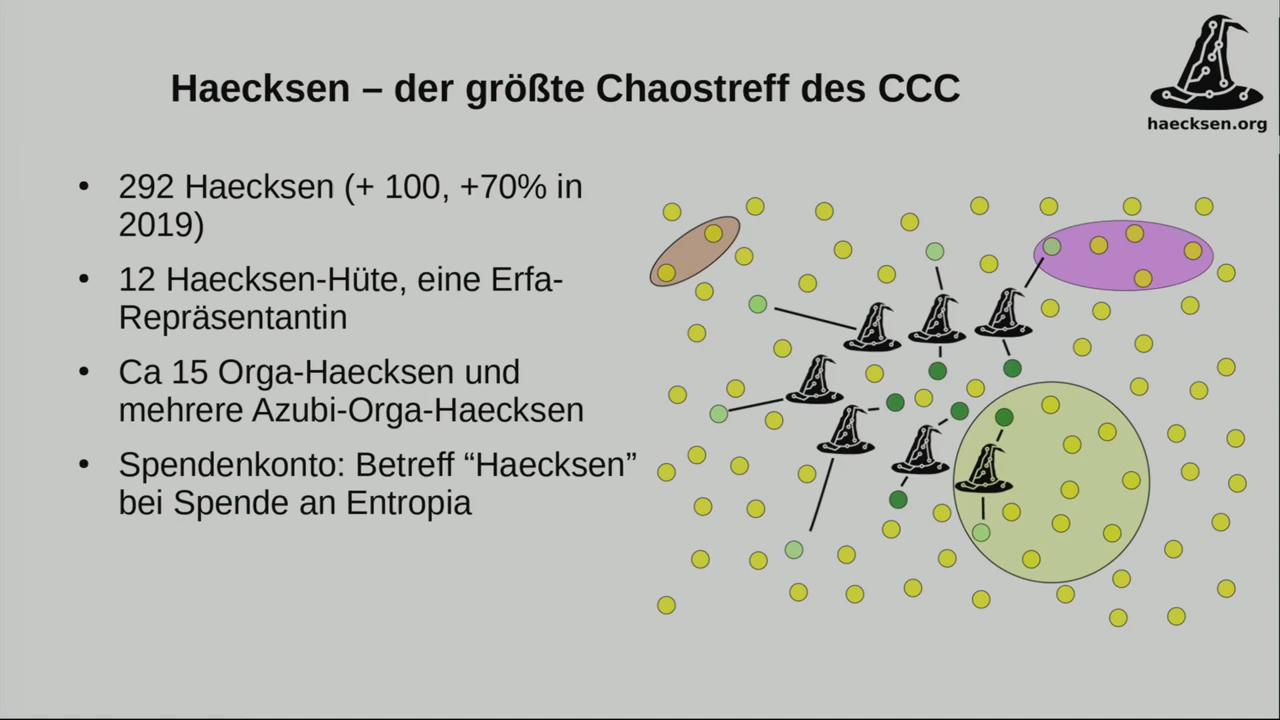 Haecksen – der größte Chaostreff des CCC
haecksen.org
• 292 Haecksen (+ 100, +70% in
2019)
• 12 Haecksen-Hüte, eine Erfa-
Repräsentantin
• Ca 15 Orga-Haecksen und
mehrere Azubi-Orga-Haecksen
• Spendenkonto: Betreff “Haecksen”
bei Spende an Entropia